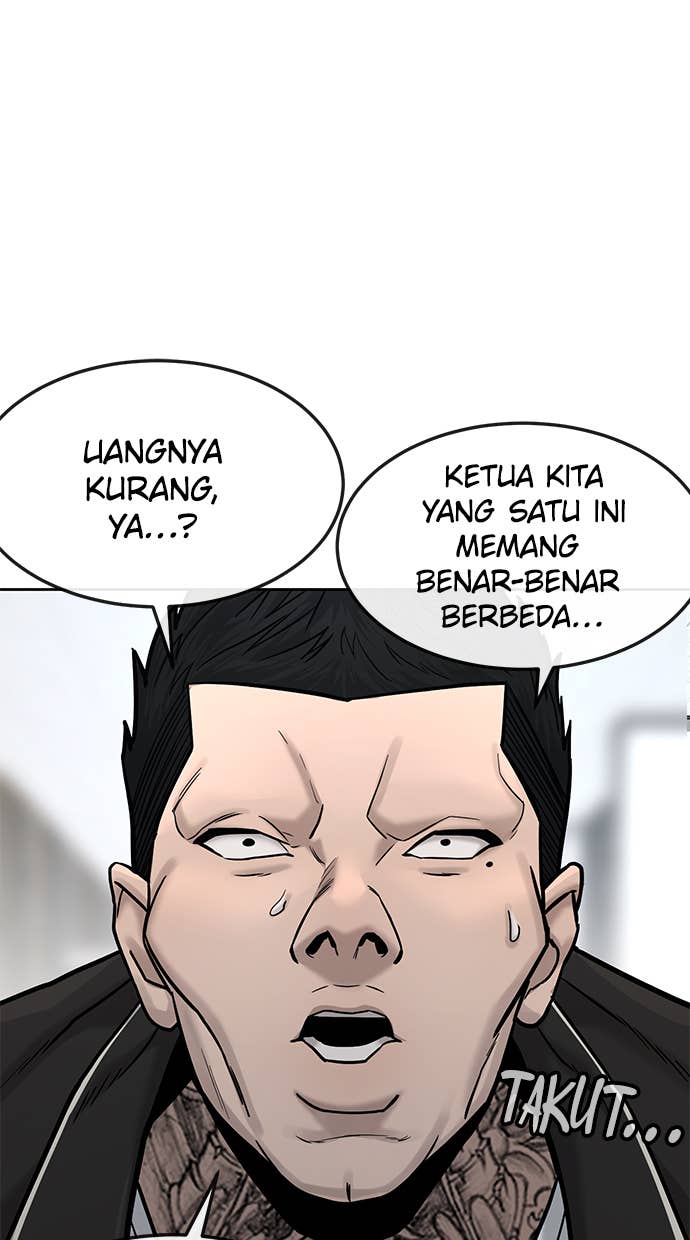 UANGNYA
KURANG,
YA...?
KETUA KITA
YANG SATU INI
MEMANG
BENAR-BENAR
BERBEDA...
TAKUT...